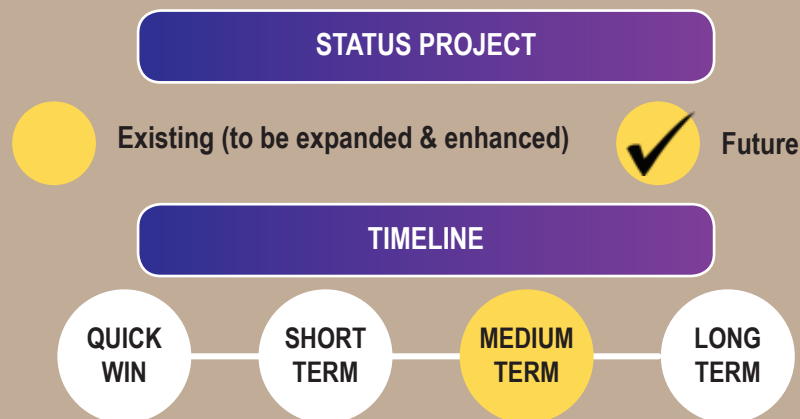 STATUS PROJECT
Existing (to be expanded & enhanced)
Future
TIMELINE
QUICK
WIN
SHORT
TERM
MEDIUM
TERM
LONG
TERM